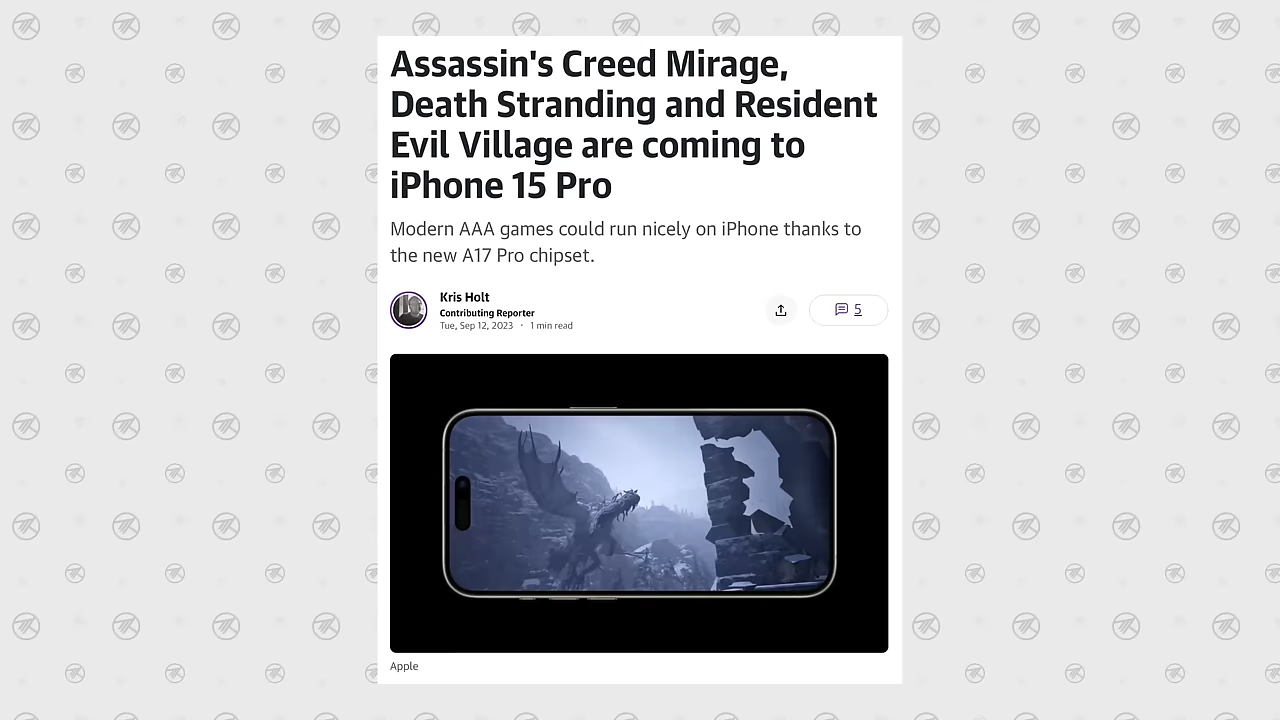 Assassin's Creed Mirage,
Death Stranding and Resident
Evil Village are coming to
iPhone 15 Pro
Modern AAA games could run nicely on iPhone thanks to
the new A17 Pro chipset.
Kris Holt
Contributing Reporter
Tue, Sep 12, 2023 · 1 min read
5
Apple